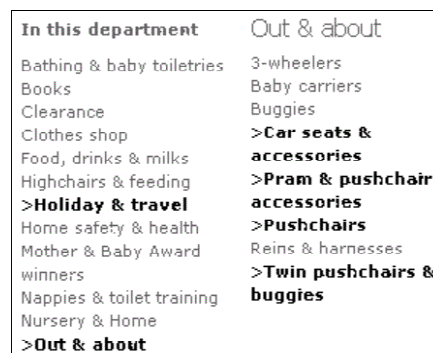 In this department
Bathing & baby toiletries
Books
Clearance
Clothes shop
Food, drinks & milks
Highchairs & feeding
>Holiday & travel
Home safety & health
Mother & Baby Award
winners
Nappies & toilet training
Nursery & Home
>Out & about
Out & about
3-wheelers
Baby carriers
Buggies
>Car seats &
accessories
>Pram & pushchair
accessories
>Pushchairs
Reins & harnesses
>Twin pushchairs &
buggies